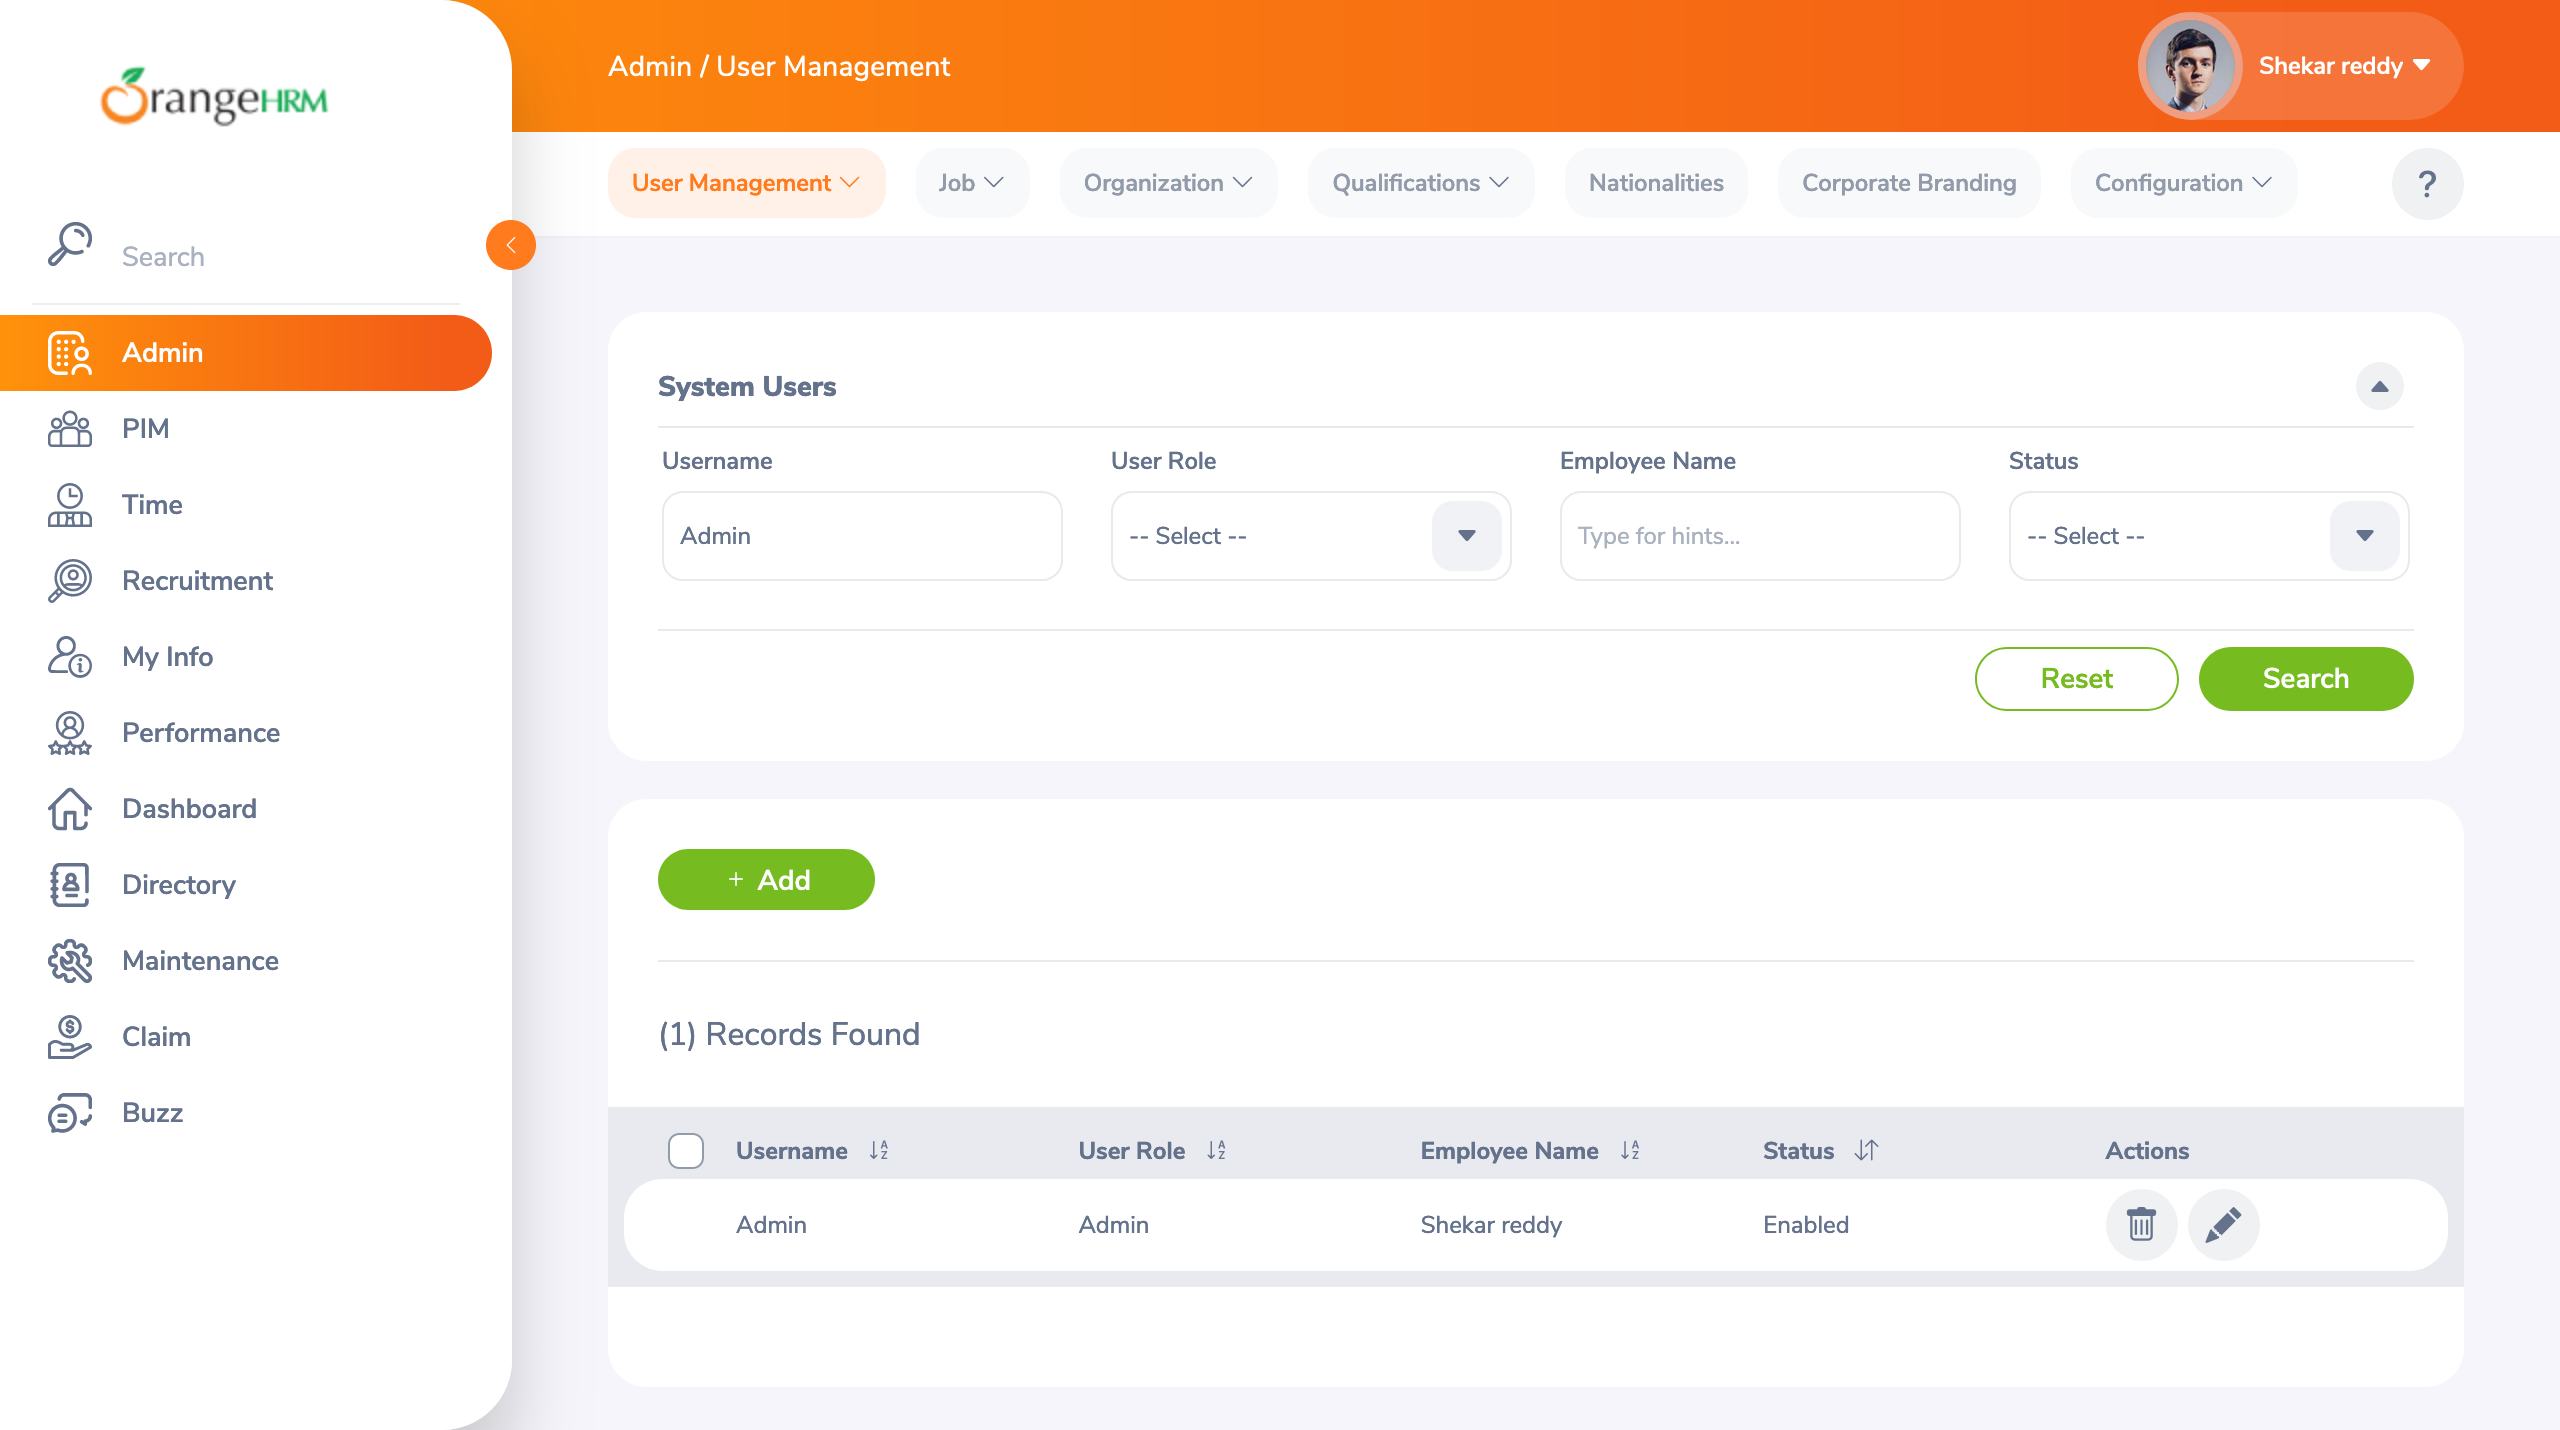 OrangeHRM
Admin / User Management
Shekar reddy
User Management
Job
Organization
Qualifications
Nationalities
Corporate Branding
Configuration
?
Search
Admin
PIM
Time
Recruitment
My Info
Performance
Dashboard
Directory
Maintenance
Claim
Buzz
System Users
Username
User Role
Employee Name
Status
Admin
-- Select --
Type for hints...
-- Select --
Reset
Search
+ Add
(1) Records Found
Username User Role Employee Name Status Actions
Admin Admin Shekar reddy Enabled